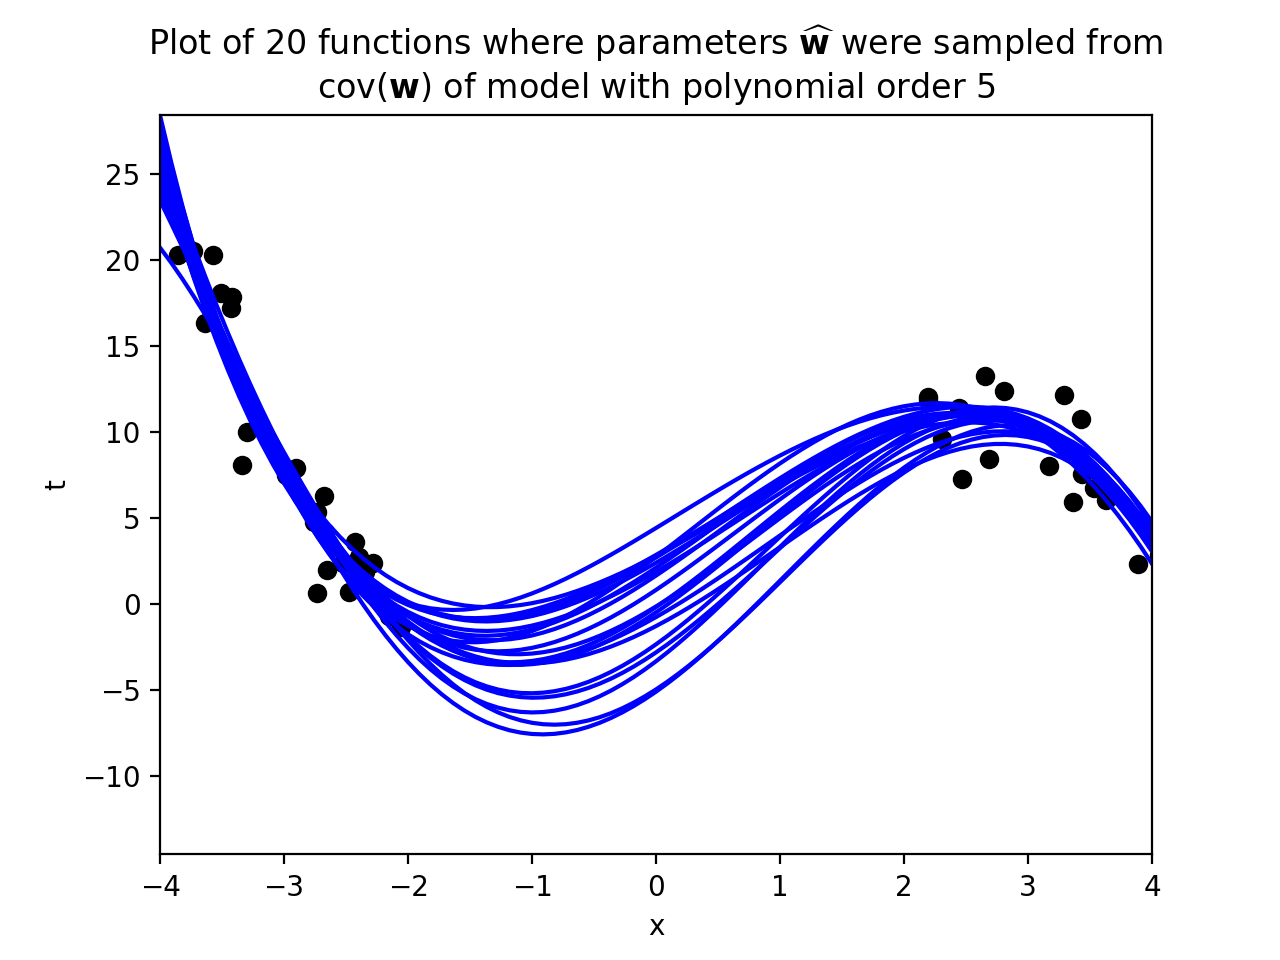 Plot of 20 functions where parameters ŵ were sampled from
cov(w) of model with polynomial order 5
25
20
15
10
5
0
−5
−10
t
−4 −3 −2 −1 0 1 2 3 4
x